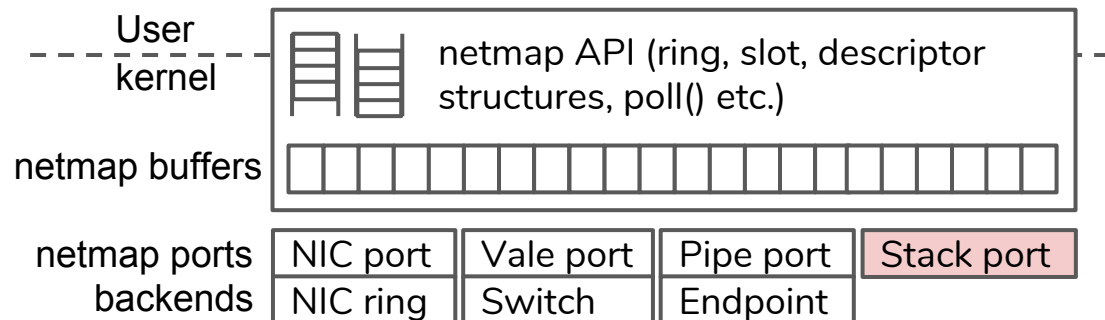 User
kernel
netmap API (ring, slot, descriptor
structures, poll() etc.)
netmap buffers
netmap ports
NIC port
Vale port
Pipe port
Stack port
backends
NIC ring
Switch
Endpoint